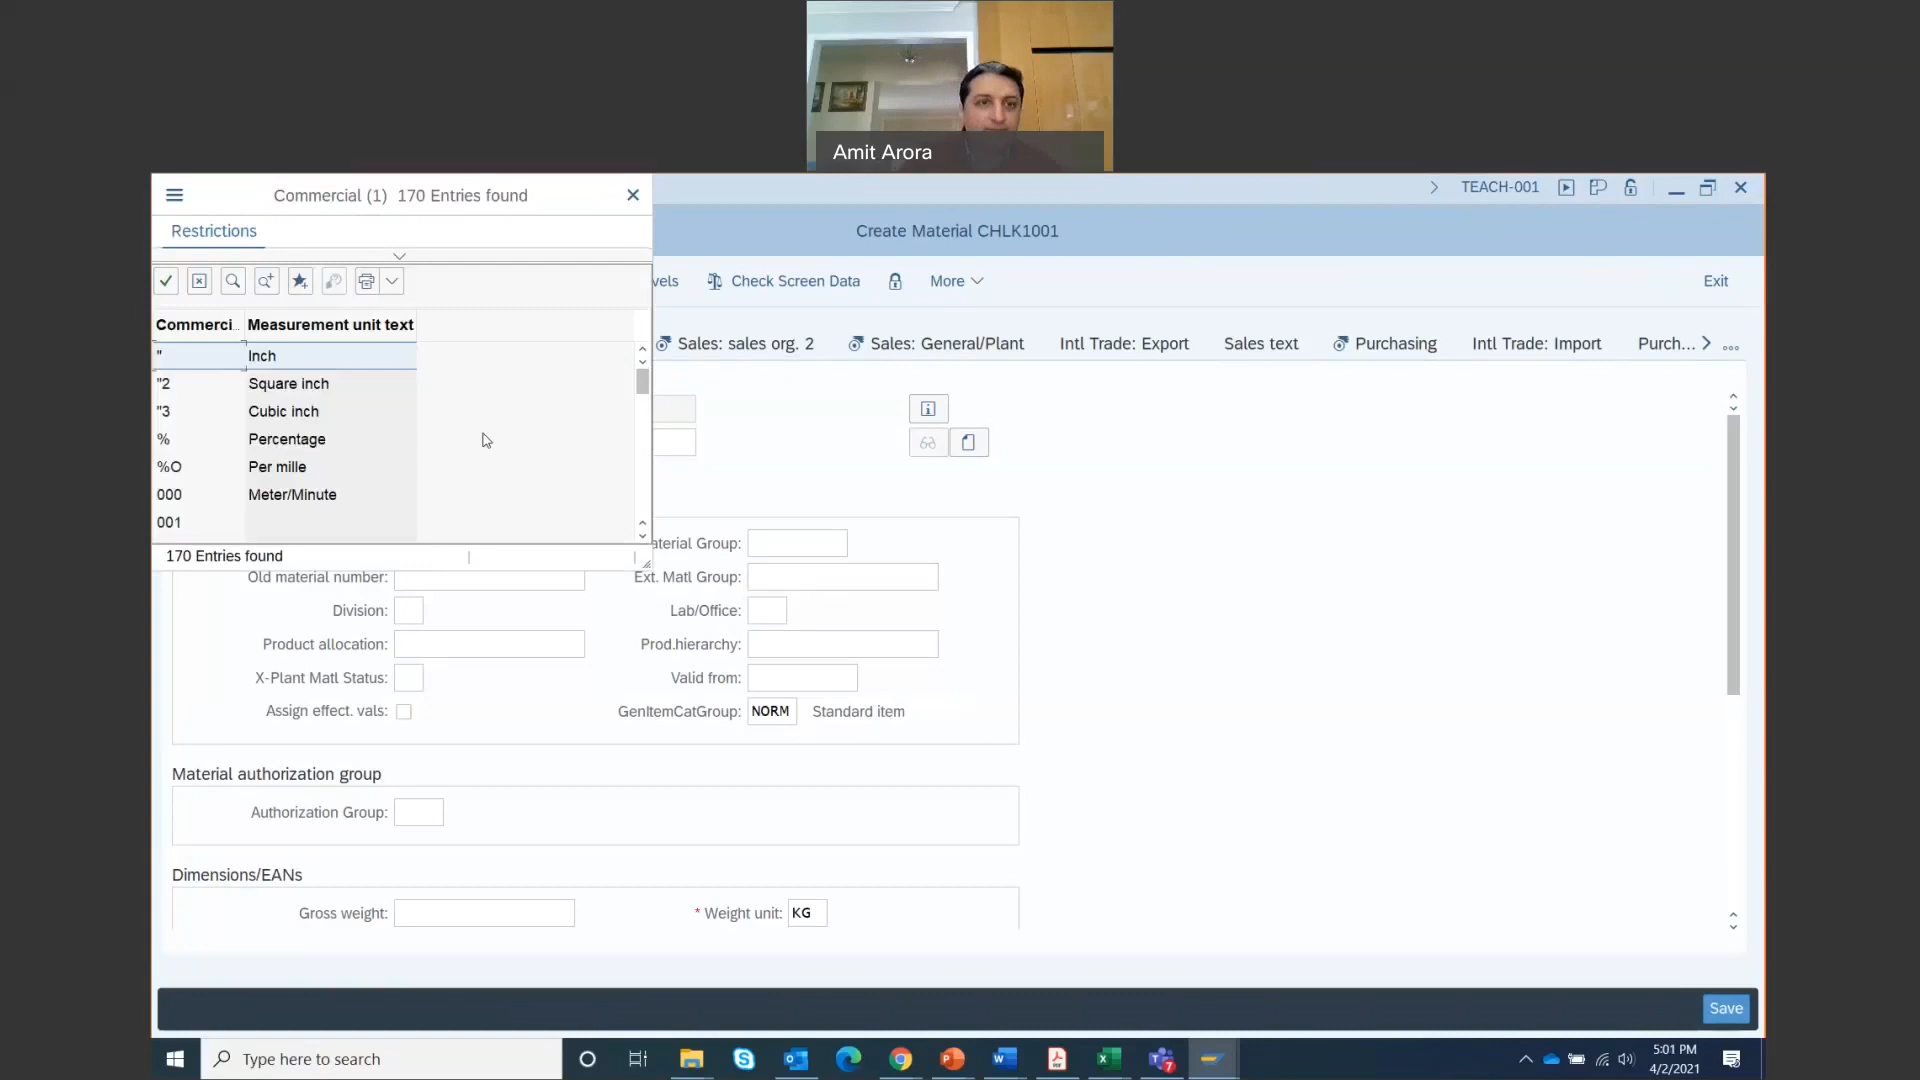 Amit Arora
Commercial (1) 170 Entries found
TEACH-001
Restrictions
Create Material CHLK1001
vels
Check Screen Data
More
Exit
Commerci...
Measurement unit text
Sales: sales org. 2
Sales: General/Plant
Intl Trade: Export
Sales text
Purchasing
Intl Trade: Import
Purch...
" Inch
"2 Square inch
"3 Cubic inch
% Percentage
%O Per mille
000 Meter/Minute
001
170 Entries found
aterial Group:
Old material number:
Ext. Matl Group:
Division:
Lab/Office:
Product allocation:
Prod.hierarchy:
X-Plant Matl Status:
Valid from:
Assign effect. vals:
GenItemCatGroup: NORM Standard item
Material authorization group
Authorization Group:
Dimensions/EANs
Gross weight:
* Weight unit: KG
Save
Type here to search
7
5:01 PM
4/2/2021